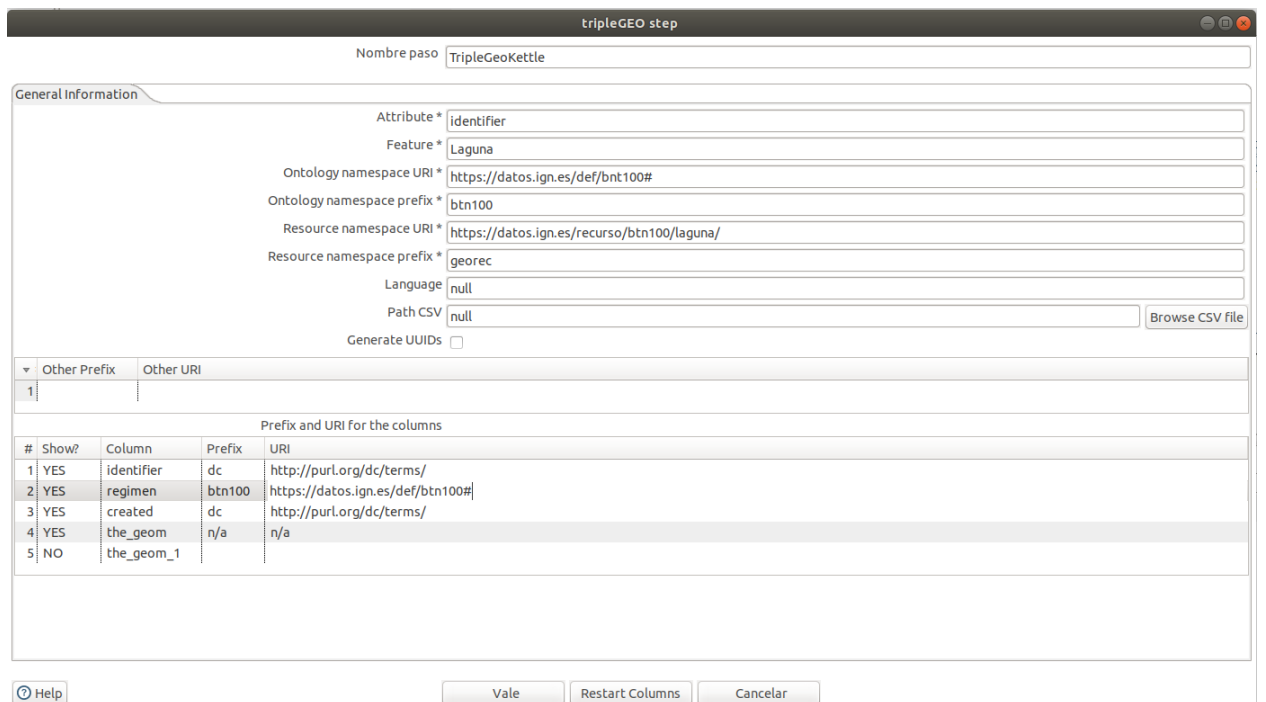 tripleGEO step
Nombre paso TripleGeoKettle
General Information
Attribute * identifier
Feature * Laguna
Ontology namespace URI * https://datos.ign.es/def/bnt100#
Ontology namespace prefix * btn100
Resource namespace URI * https://datos.ign.es/recurso/btn100/laguna/
Resource namespace prefix * georec
Language null
Path CSV null Browse CSV file
Generate UUIDs
Other Prefix Other URI
1
Prefix and URI for the columns
# Show? Column Prefix URI
1 YES identifier dc http://purl.org/dc/terms/
2 YES regimen btn100 https://datos.ign.es/def/btn100#
3 YES created dc http://purl.org/dc/terms/
4 YES the_geom n/a n/a
5 NO the_geom_1
Help Vale Restart Columns Cancelar